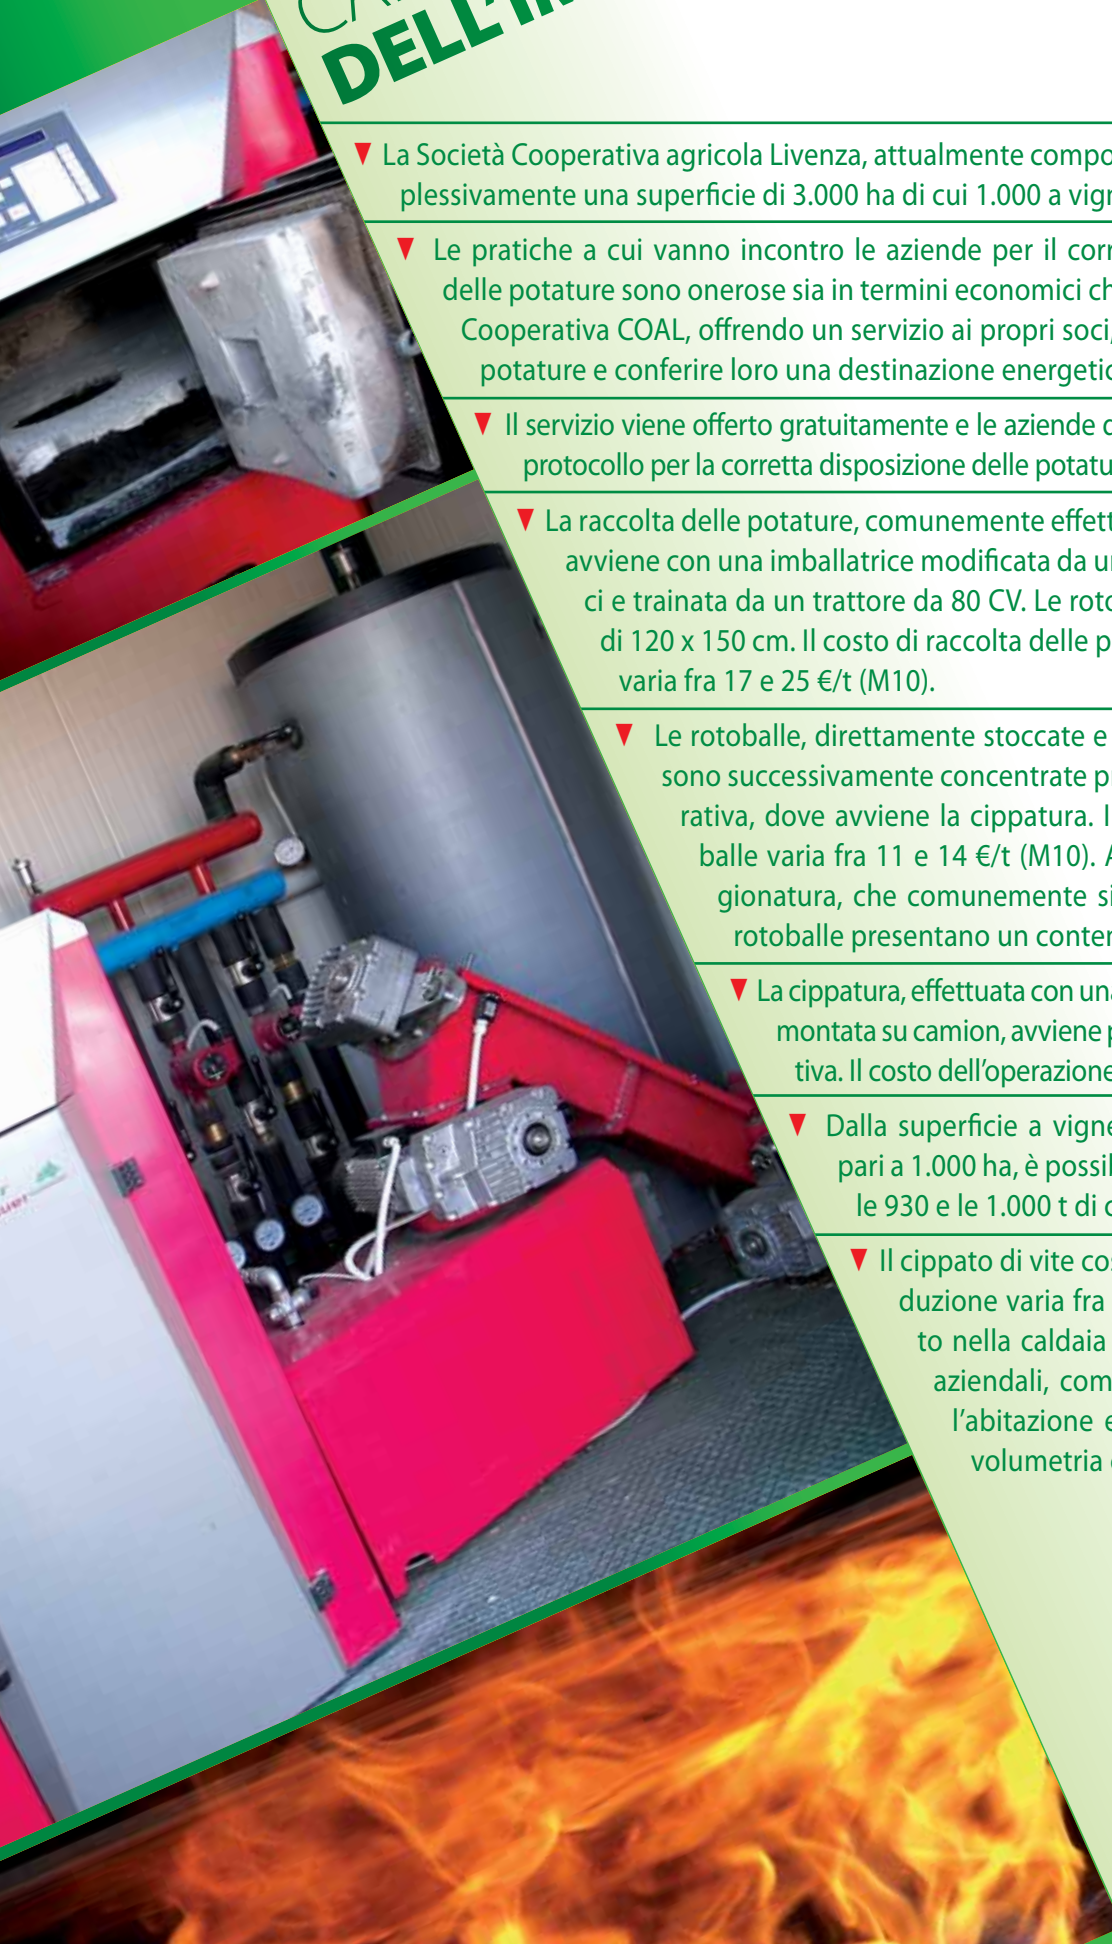 DELL'I
▼ La Società Cooperativa agricola Livenza, attualmente compo
plessivamente una superficie di 3.000 ha di cui 1.000 a vign
▼ Le pratiche a cui vanno incontro le aziende per il corr
delle potature sono onerose sia in termini economici ch
Cooperativa COAL, offrendo un servizio ai propri soci,
potature e conferire loro una destinazione energetic
▼ Il servizio viene offerto gratuitamente e le aziende
protocollo per la corretta disposizione delle potatu
▼ La raccolta delle potature, comunemente effett
avviene con una imballatrice modificata da un
ci e trainata da un trattore da 80 CV. Le roto
di 120 x 150 cm. Il costo di raccolta delle p
varia fra 17 e 25 €/t (M10).
▼ Le rotoballe, direttamente stoccate e
sono successivamente concentrate pr
rativa, dove avviene la cippatura. I
balle varia fra 11 e 14 €/t (M10). A
gionatura, che comunemente si
rotoballe presentano un conten
▼ La cippatura, effettuata con una
montata su camion, avviene p
tiva. Il costo dell'operazione
▼ Dalla superficie a vigne
pari a 1.000 ha, è possil
le 930 e le 1.000 t di c
▼ Il cippato di vite cos
duzione varia fra
to nella caldaia
aziendali, com
l'abitazione e
volumetria